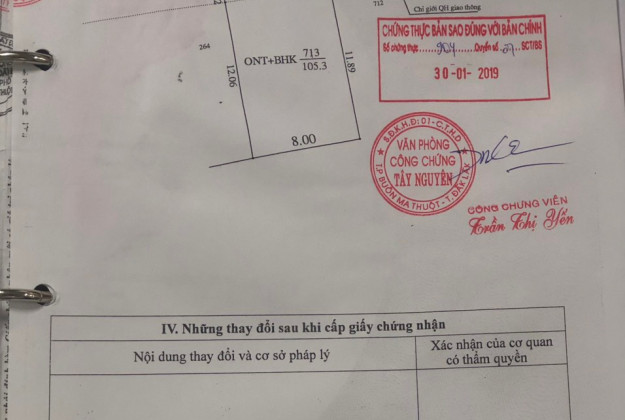 712
Chỉ giới QH giao thông
CHỨNG THỰC BẢN SAO ĐÚNG VỚI BẢN CHÍNH
Số chứng thực.......904.......Quyển số..01..SCT/BS
30-01- 2019
264
ONT+BHK 713
105.3
12.06
11.89
8.00
S.Đ.K.H.Đ: 01-C.T.H.D
VĂN PHÒNG
CÔNG CHỨNG
TÂY NGUYÊN
T.P BUÔN MA THUỘT - T. ĐẮK LẮK
CÔNG CHỨNG VIÊN
Trần Thị Yến
IV. Những thay đổi sau khi cấp giấy chứng nhận
Nội dung thay đổi và cơ sở pháp lý
Xác nhận của cơ quan
có thẩm quyền